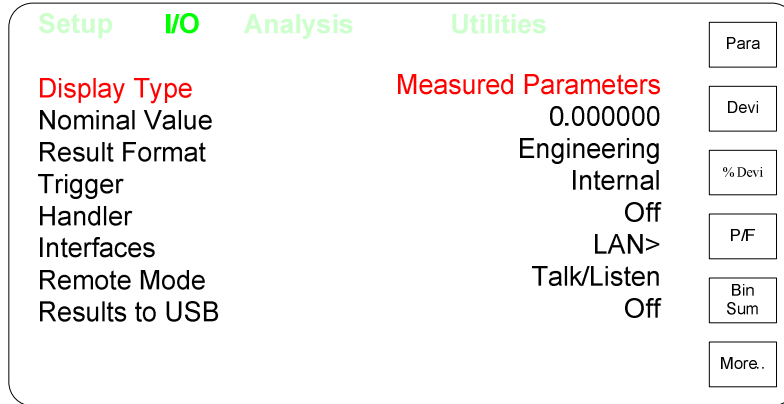 Setup I/O Analysis Utilities
Display Type Measured Parameters
Nominal Value 0.000000
Result Format Engineering
Trigger Internal
Handler Off
Interfaces LAN>
Remote Mode Talk/Listen
Results to USB Off
Para
Devi
% Devi
P/F
Bin
Sum
More..